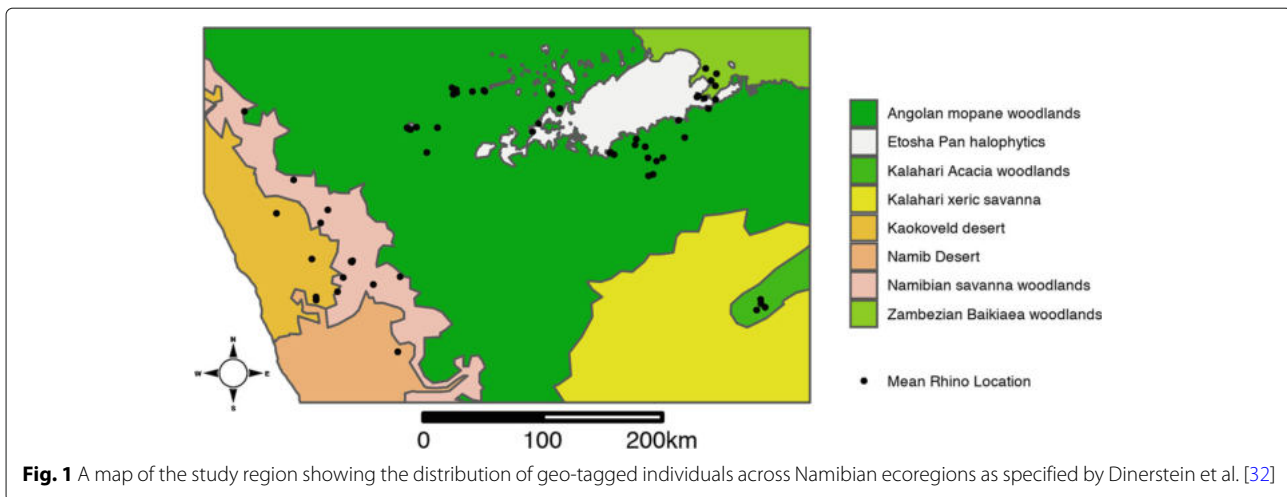 Angolan mopane woodlands
Etosha Pan halophytics
Kalahari Acacia woodlands
Kalahari xeric savanna
Kaokoveld desert
Namib Desert
Namibian savanna woodlands
Zambezian Baikiaea woodlands
Mean Rhino Location
N
W E
S
0 100 200km
Fig. 1 A map of the study region showing the distribution of geo-tagged individuals across Namibian ecoregions as specified by Dinerstein et al. [32]